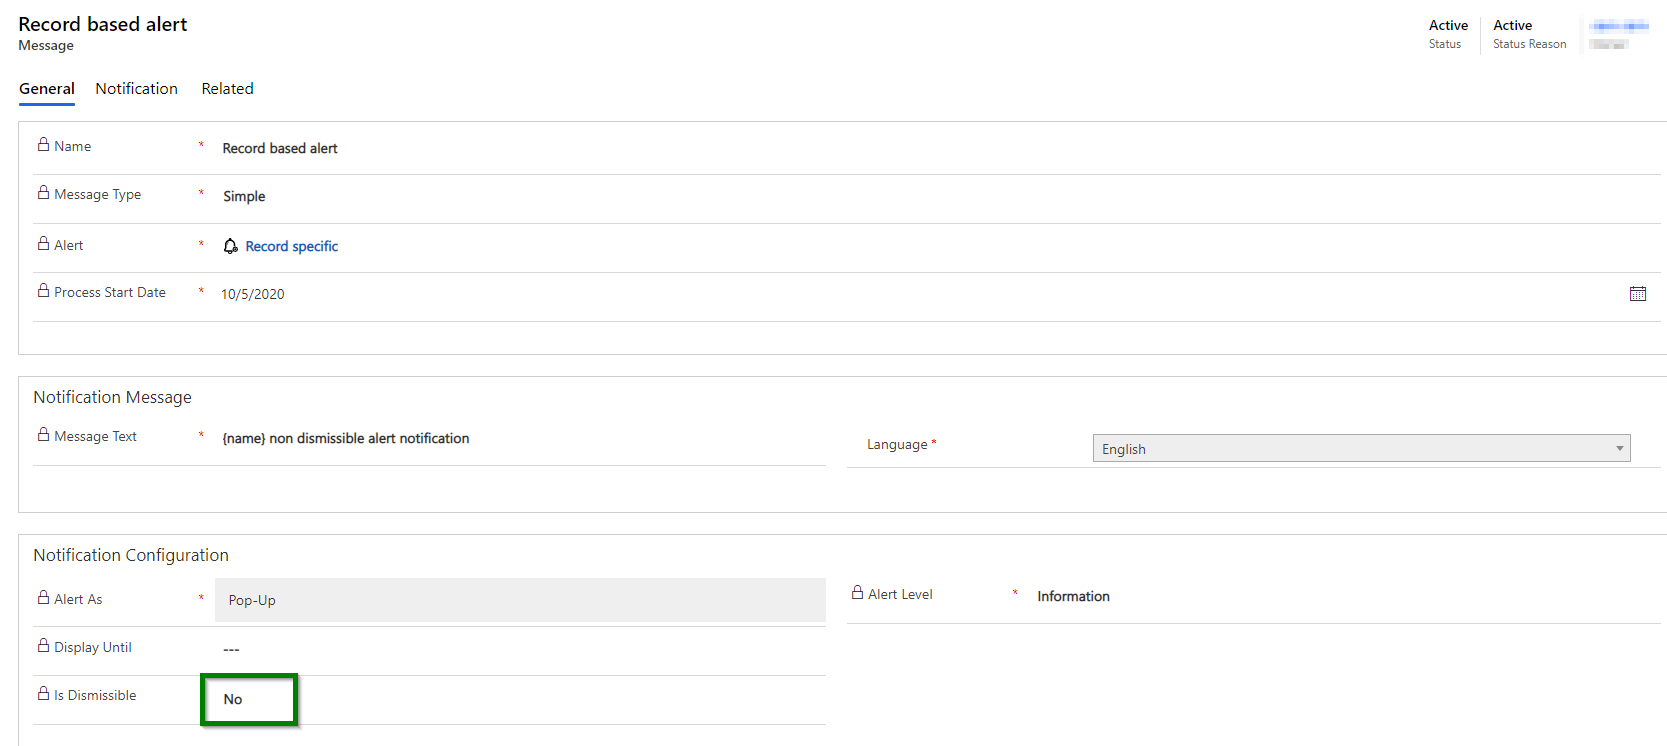 Record based alert
Message
Active
Status
Active
Status Reason
General Notification Related
Name * Record based alert
Message Type * Simple
Alert * Record specific
Process Start Date * 10/5/2020
Notification Message
Message Text * {name} non dismissible alert notification
Language * English
Notification Configuration
Alert As * Pop-Up
Alert Level * Information
Display Until ---
Is Dismissible No